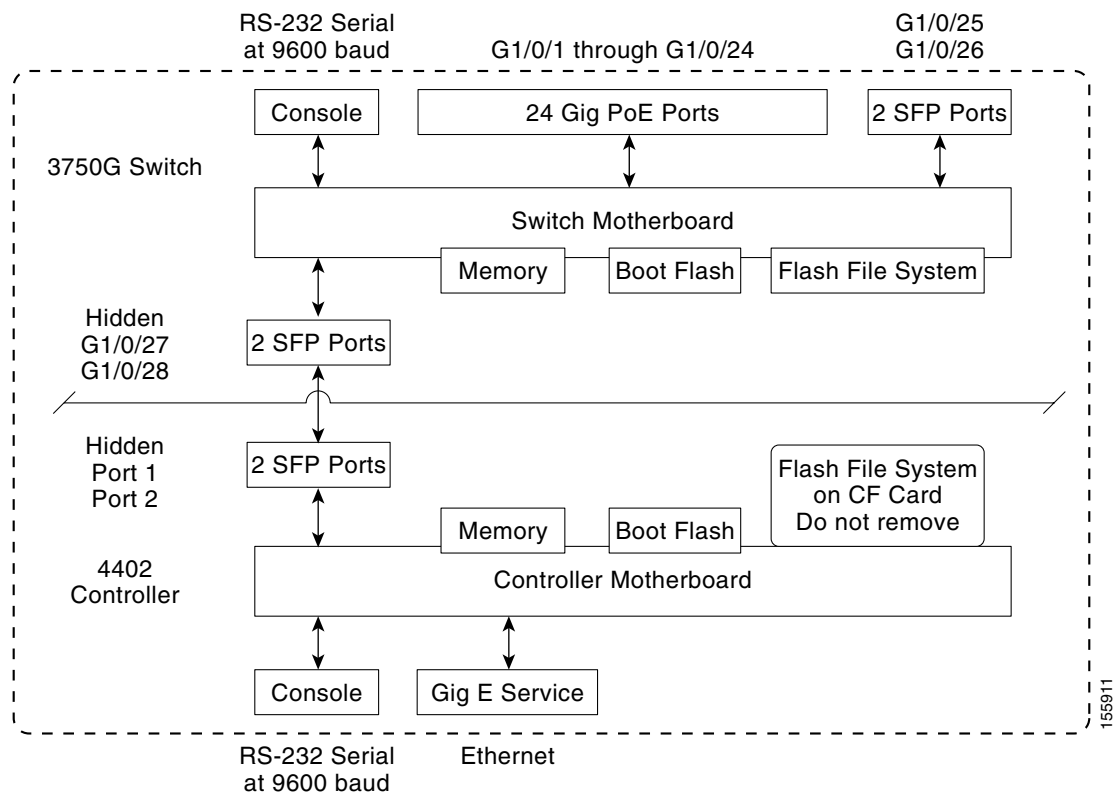 RS-232 Serial
at 9600 baud
G1/0/1 through G1/0/24
G1/0/25
G1/0/26
Console
24 Gig PoE Ports
2 SFP Ports
3750G Switch
Switch Motherboard
Memory
Boot Flash
Flash File System
Hidden
G1/0/27
G1/0/28
2 SFP Ports
Hidden
Port 1
Port 2
2 SFP Ports
Flash File System
on CF Card
Do not remove
Memory
Boot Flash
4402
Controller
Controller Motherboard
Console
Gig E Service
155911
RS-232 Serial
at 9600 baud
Ethernet